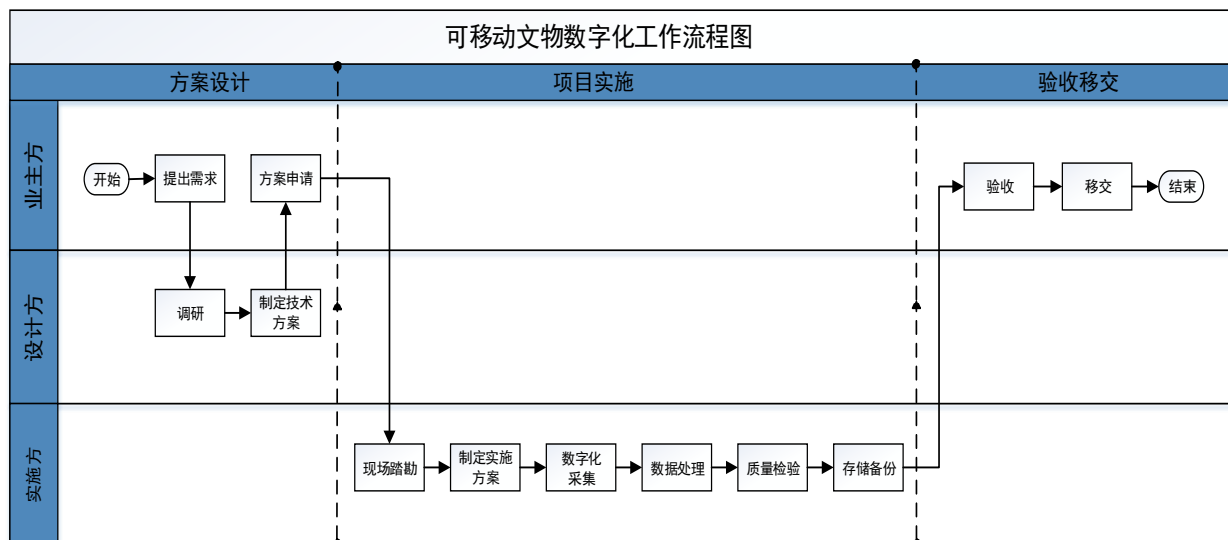 可移动文物数字化工作流程图
方案设计
项目实施
验收移交
业主方
开始
提出需求
方案申请
验收
移交
结束
设计方
调研
制定技术
方案
实施方
现场踏勘
制定实施
方案
数字化
采集
数据处理
质量检验
存储备份